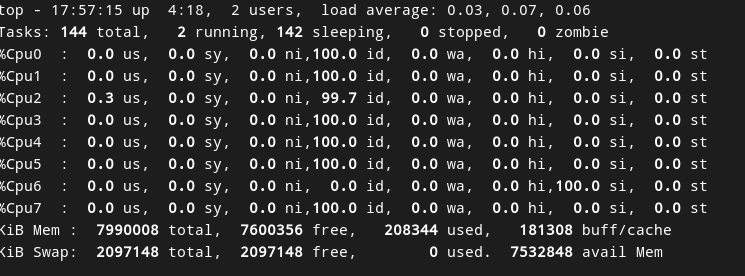 top - 17:57:15 up  4:18,  2 users,  load average: 0.03, 0.07, 0.06
Tasks: 144 total,   2 running, 142 sleeping,   0 stopped,   0 zombie
%Cpu0  :  0.0 us,  0.0 sy,  0.0 ni,100.0 id,  0.0 wa,  0.0 hi,  0.0 si,  0.0 st
%Cpu1  :  0.0 us,  0.0 sy,  0.0 ni,100.0 id,  0.0 wa,  0.0 hi,  0.0 si,  0.0 st
%Cpu2  :  0.3 us,  0.0 sy,  0.0 ni, 99.7 id,  0.0 wa,  0.0 hi,  0.0 si,  0.0 st
%Cpu3  :  0.0 us,  0.0 sy,  0.0 ni,100.0 id,  0.0 wa,  0.0 hi,  0.0 si,  0.0 st
%Cpu4  :  0.0 us,  0.0 sy,  0.0 ni,100.0 id,  0.0 wa,  0.0 hi,  0.0 si,  0.0 st
%Cpu5  :  0.0 us,  0.0 sy,  0.0 ni,100.0 id,  0.0 wa,  0.0 hi,  0.0 si,  0.0 st
%Cpu6  :  0.0 us,  0.0 sy,  0.0 ni,  0.0 id,  0.0 wa,  0.0 hi,100.0 si,  0.0 st
%Cpu7  :  0.0 us,  0.0 sy,  0.0 ni,100.0 id,  0.0 wa,  0.0 hi,  0.0 si,  0.0 st
KiB Mem :  7990008 total,  7600356 free,   208344 used,   181308 buff/cache
KiB Swap:  2097148 total,  2097148 free,        0 used.  7532848 avail Mem